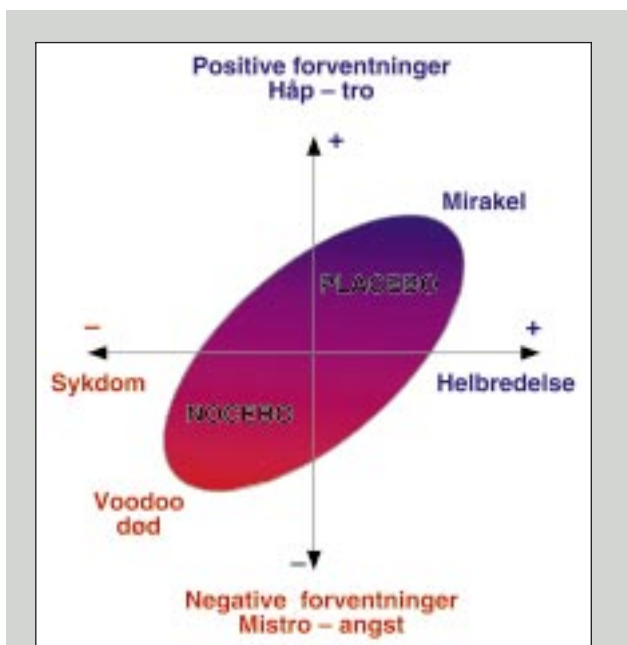 Positive forventninger
Håp – tro
+
Mirakel
PLACEBO
–
+
Sykdom
Helbredelse
NOCEBO
Voodoo
død
–
Negative forventninger
Mistro – angst